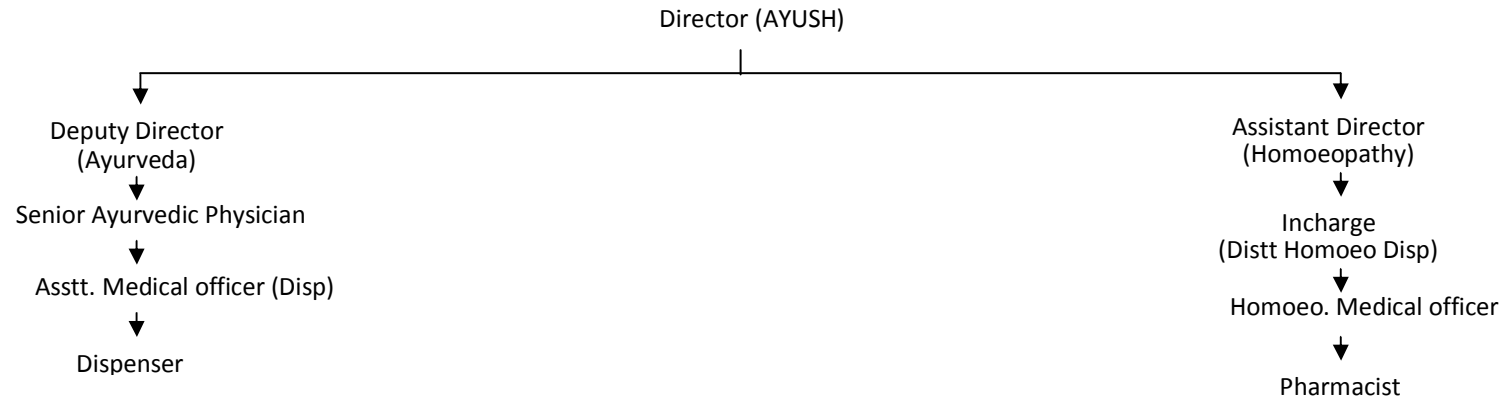 Director (AYUSH)
Deputy Director
(Ayurveda)
Senior Ayurvedic Physician
Asstt. Medical officer (Disp)
Dispenser
Assistant Director
(Homoeopathy)
Incharge
(Distt Homoeo Disp)
Homoeo. Medical officer
Pharmacist